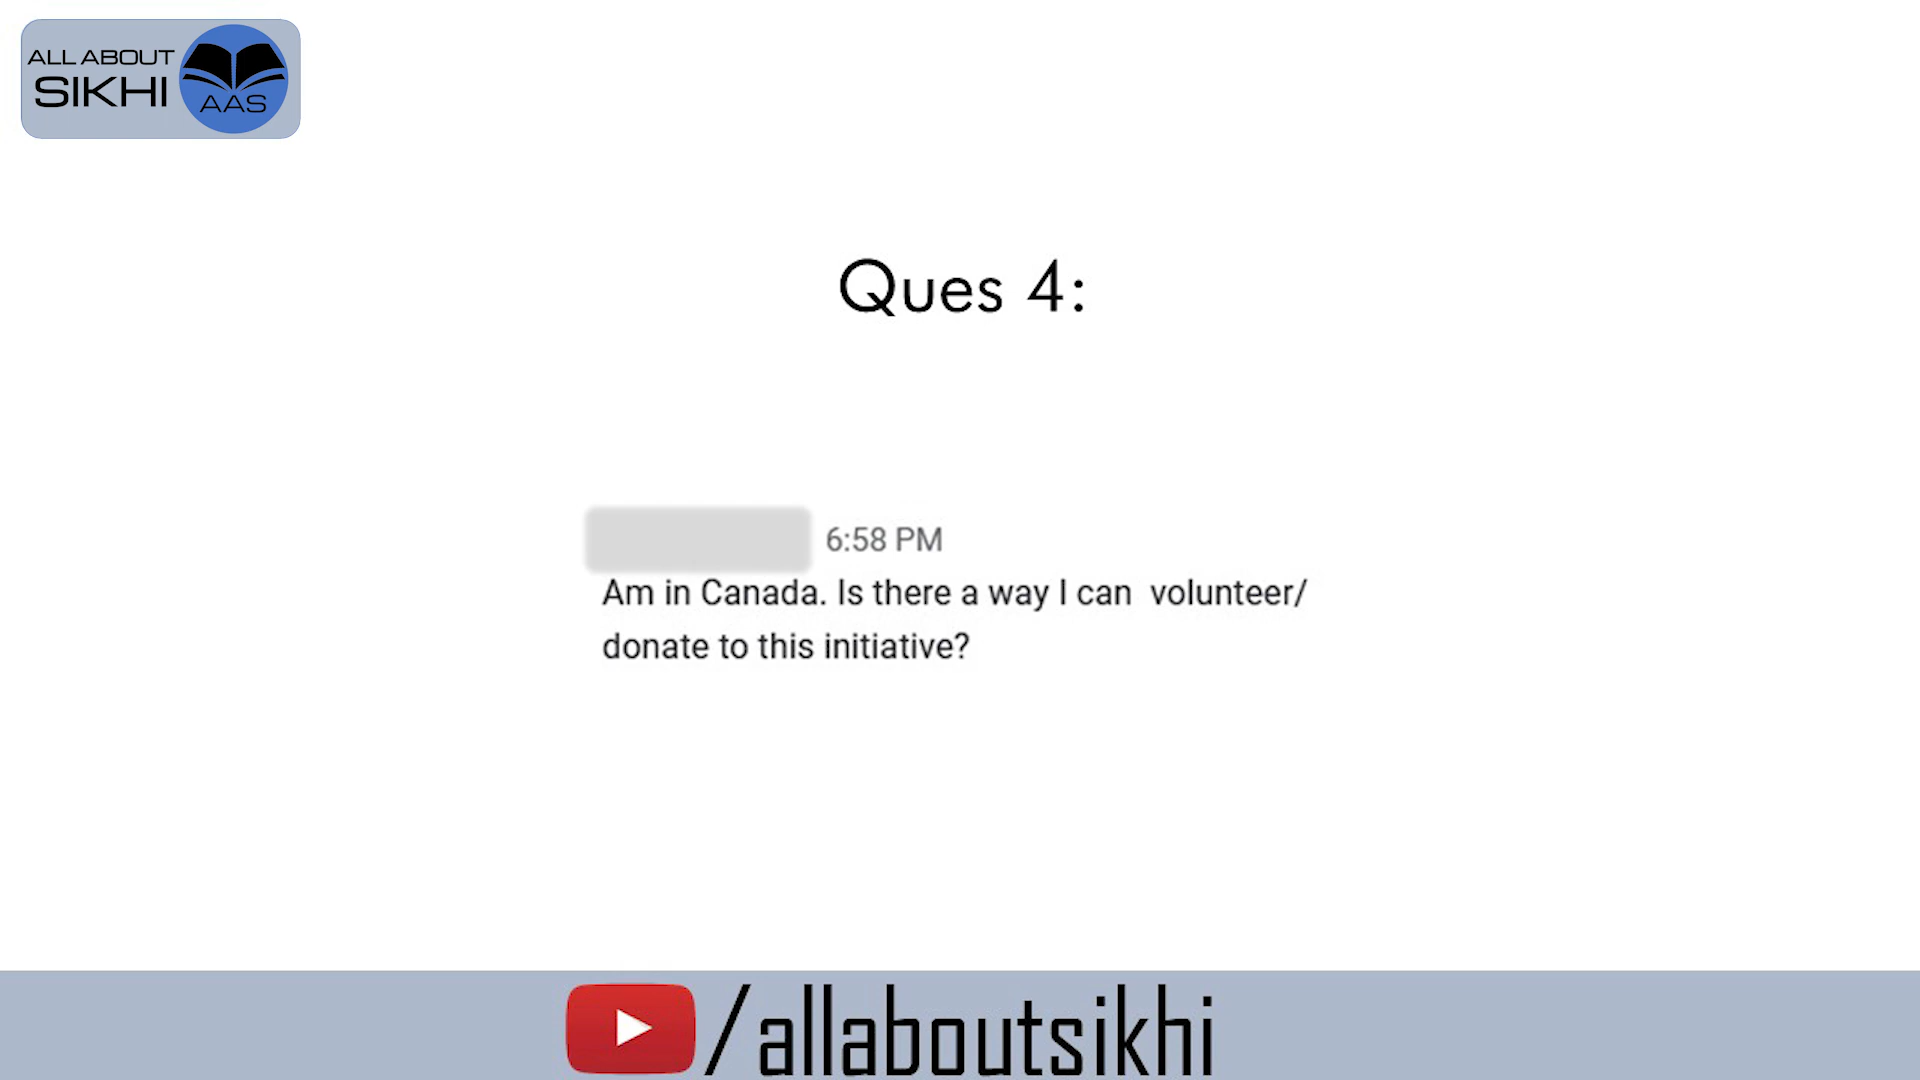 ALL ABOUT
SIKHI
AAS
Ques 4:
6:58 PM
Am in Canada. Is there a way I can  volunteer/
donate to this initiative?
/allaboutsikhi